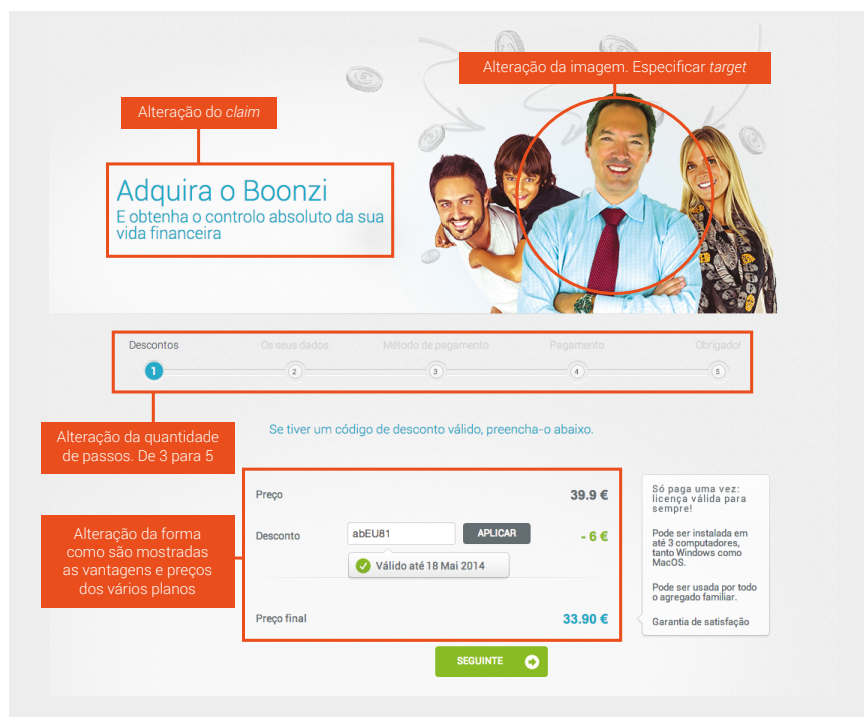 Alteração da imagem. Especificar target
Alteração do claim
Adquira o Boonzi
E obtenha o controlo absoluto da sua
vida financeira
Descontos
Os seus dados
Método de pagamento
Pagamento
Obrigado!
1
2
3
4
5
Alteração da quantidade
de passos. De 3 para 5
Se tiver um código de desconto válido, preencha-o abaixo.
Preço
39.9 €
Desconto
abEU81
APLICAR
- 6 €
Válido até 18 Mai 2014
Preço final
33.90 €
Alteração da forma
como são mostradas
as vantagens e preços
dos vários planos
Só paga uma vez:
licença válida para
sempre!
Pode ser instalada em
até 3 computadores,
tanto Windows como
MacOS.
Pode ser usada por todo
o agregado familiar.
Garantia de satisfação
SEGUINTE